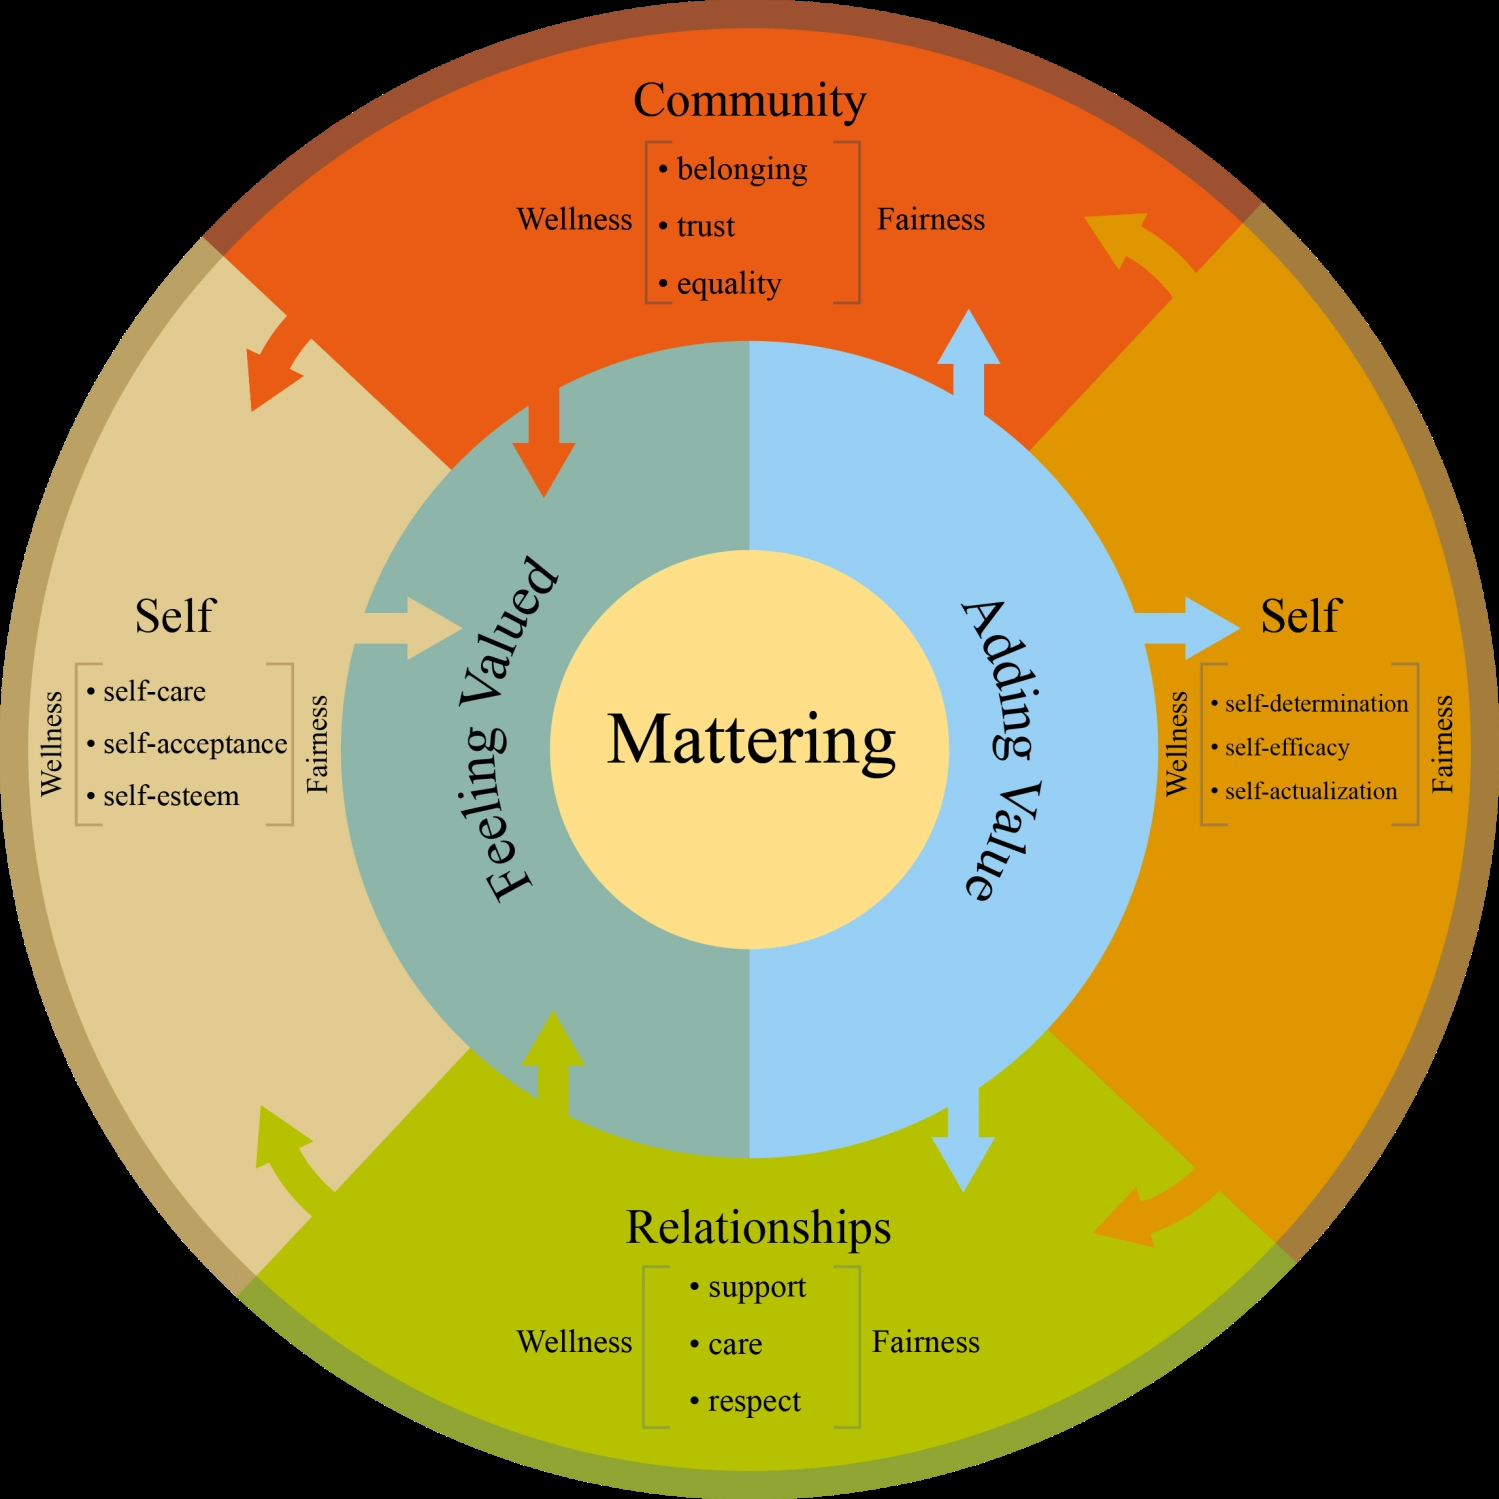 Community
Wellness
• belonging
• trust
• equality
Fairness
Self
Wellness
• self-care
• self-acceptance
• self-esteem
Fairness
Feeling Valued
Mattering
Adding Value
Self
Wellness
• self-determination
• self-efficacy
• self-actualization
Fairness
Relationships
Wellness
• support
• care
• respect
Fairness